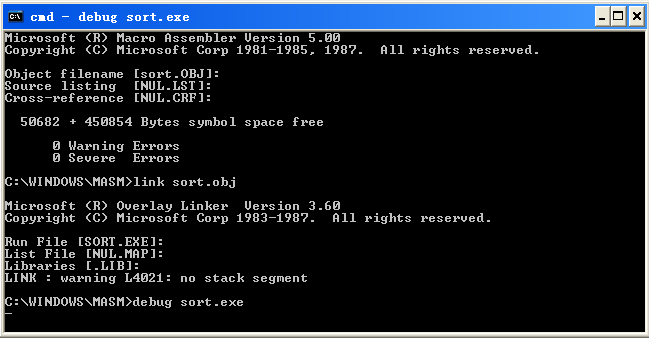 cmd - debug sort.exe
Microsoft (R) Macro Assembler Version 5.00
Copyright (C) Microsoft Corp 1981-1985, 1987.  All rights reserved.
Object filename [sort.OBJ]:
Source listing  [NUL.LST]:
Cross-reference [NUL.CRF]:
  50682 + 450854 Bytes symbol space free
      0 Warning Errors
      0 Severe  Errors
C:\WINDOWS\MASM>link sort.obj
Microsoft (R) Overlay Linker  Version 3.60
Copyright (C) Microsoft Corp 1983-1987.  All rights reserved.
Run File [SORT.EXE]:
List File [NUL.MAP]:
Libraries [.LIB]:
LINK : warning L4021: no stack segment
C:\WINDOWS\MASM>debug sort.exe
-